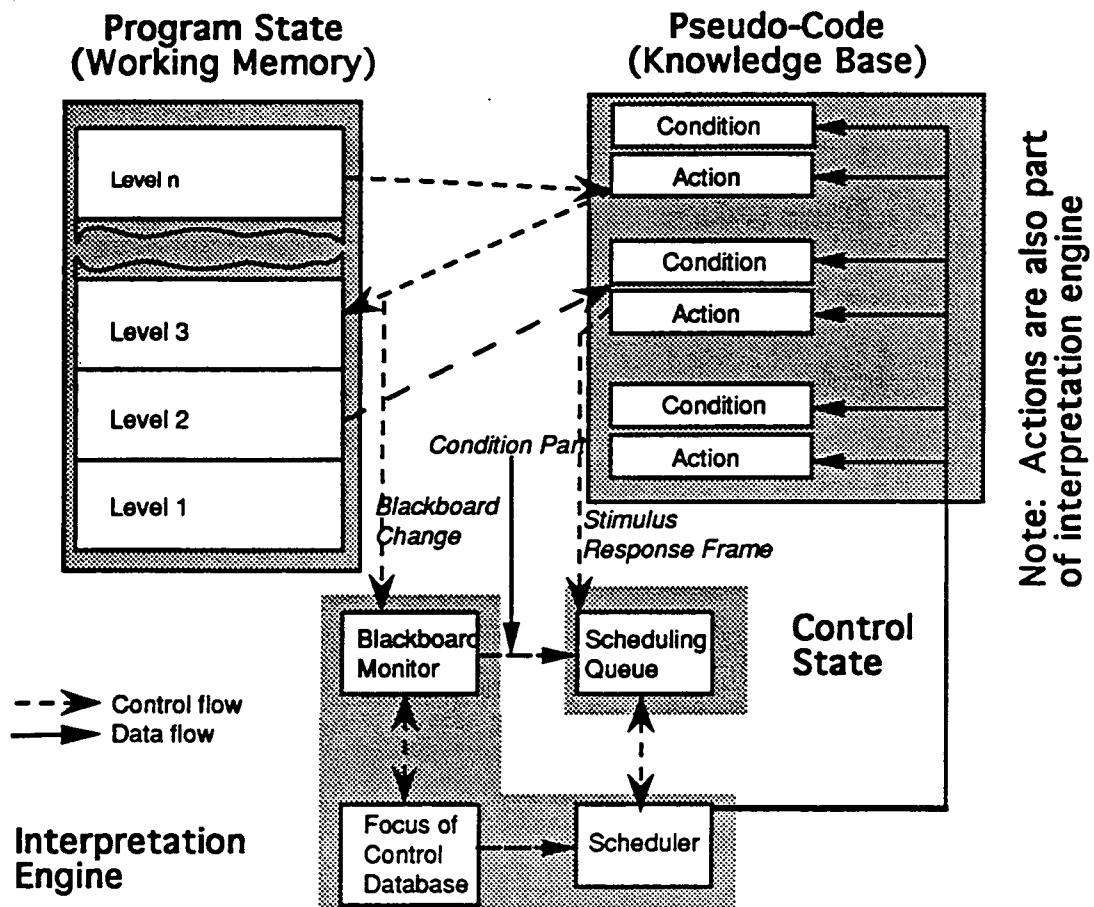 Program State
(Working Memory)
Pseudo-Code
(Knowledge Base)
Level n
Level 3
Level 2
Level 1
Condition
Action
Condition
Action
Condition
Action
Note: Actions are also part
of interpretation engine
Condition Part
Blackboard
Change
Stimulus
Response Frame
Blackboard
Monitor
Scheduling
Queue
Control
State
Control flow
Data flow
Interpretation
Engine
Focus of
Control
Database
Scheduler